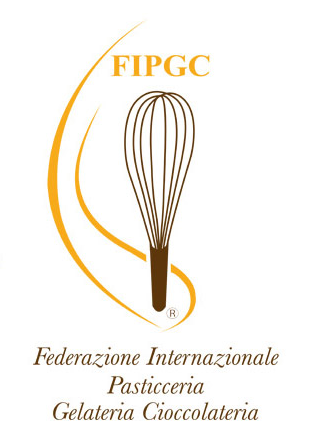 FIPGC
®
Federazione Internazionale
Pasticceria
Gelateria Cioccolateria